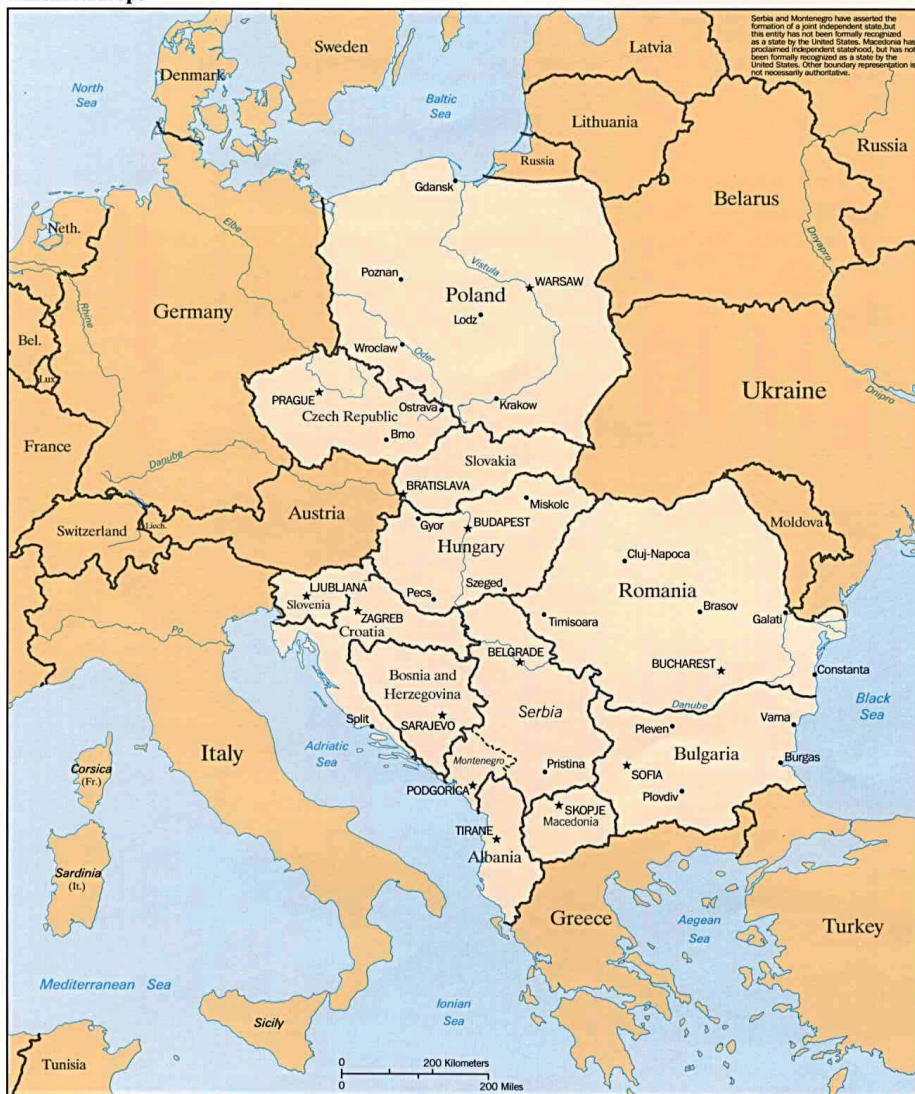 Serbia and Montenegro have asserted the
formation of a joint independent state,but
this entity has not been formally recognized
as a state by the United States. Macedonia has
proclaimed independent statehood, but has not
been formally recognized as a state by the
United States. Other boundary representation is
not necessarily authoritative.
Sweden
Latvia
Denmark
North
Sea
Baltic
Sea
Lithuania
Russia
Russia
Gdansk
Belarus
Neth.
Elbe
Dnyapro
Vistula
Poznan
WARSAW
Poland
Germany
Lodz
Rhine
Bel.
Wroclaw
Oder
Lux.
Ukraine
Dnipro
PRAGUE
Ostrava
Krakow
Czech Republic
Brno
France
Danube
Slovakia
BRATISLAVA
Miskolc
Austria
Gyor
BUDAPEST
Moldova
Switzerland
Liech.
Hungary
Cluj-Napoca
LJUBLJANA
Szeged
Romania
Slovenia
Pecs
ZAGREB
Brasov
Galati
Timisoara
Po
Croatia
BELGRADE
Bosnia and
Herzegovina
BUCHAREST
Constanta
Danube
Black
Sea
Serbia
SARAJEVO
Split
Pleven
Varna
Italy
Adriatic
Sea
Bulgaria
Montenegro
Burgas
Corsica
(Fr.)
Pristina
SOFIA
PODGORICA
Plovdiv
SKOPJE
Macedonia
TIRANE
Albania
Sardinia
(It.)
Greece
Aegean
Sea
Turkey
Mediterranean Sea
Ionian
Sea
Sicily
Tunisia
0 200 Kilometers
0 200 Miles